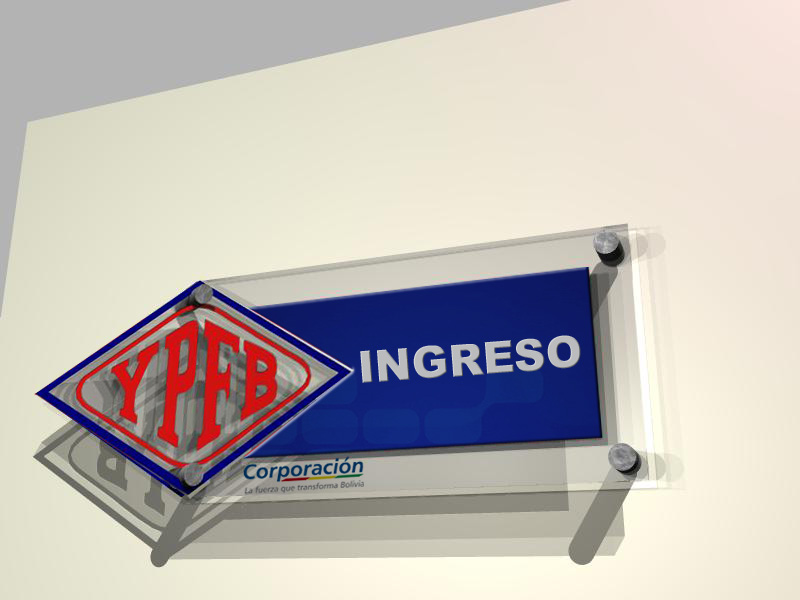 YPFB
INGRESO
Corporación
La fuerza que transforma Bolivia